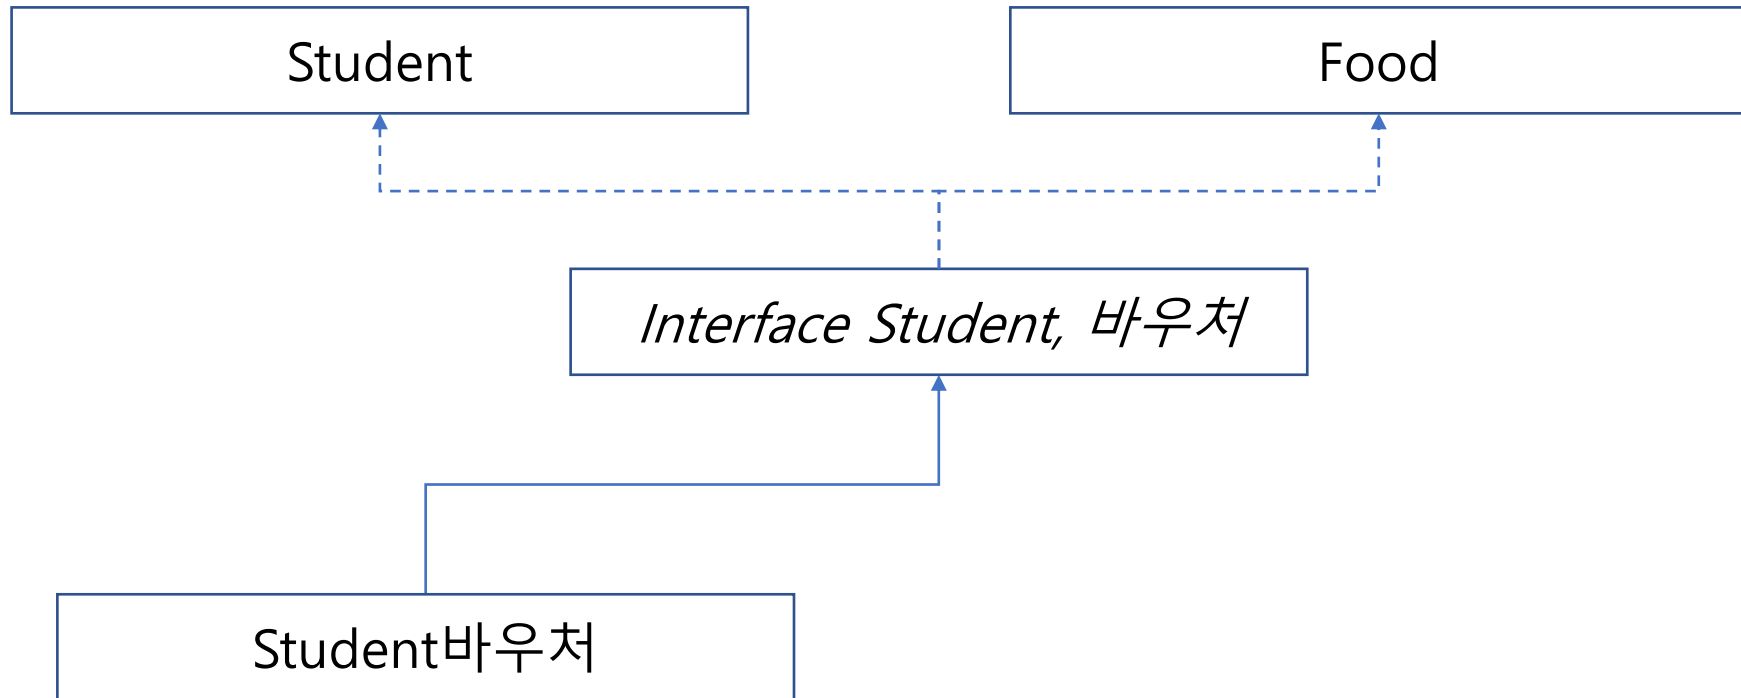 Student
Food
Interface Student, 바우처
Student바우처